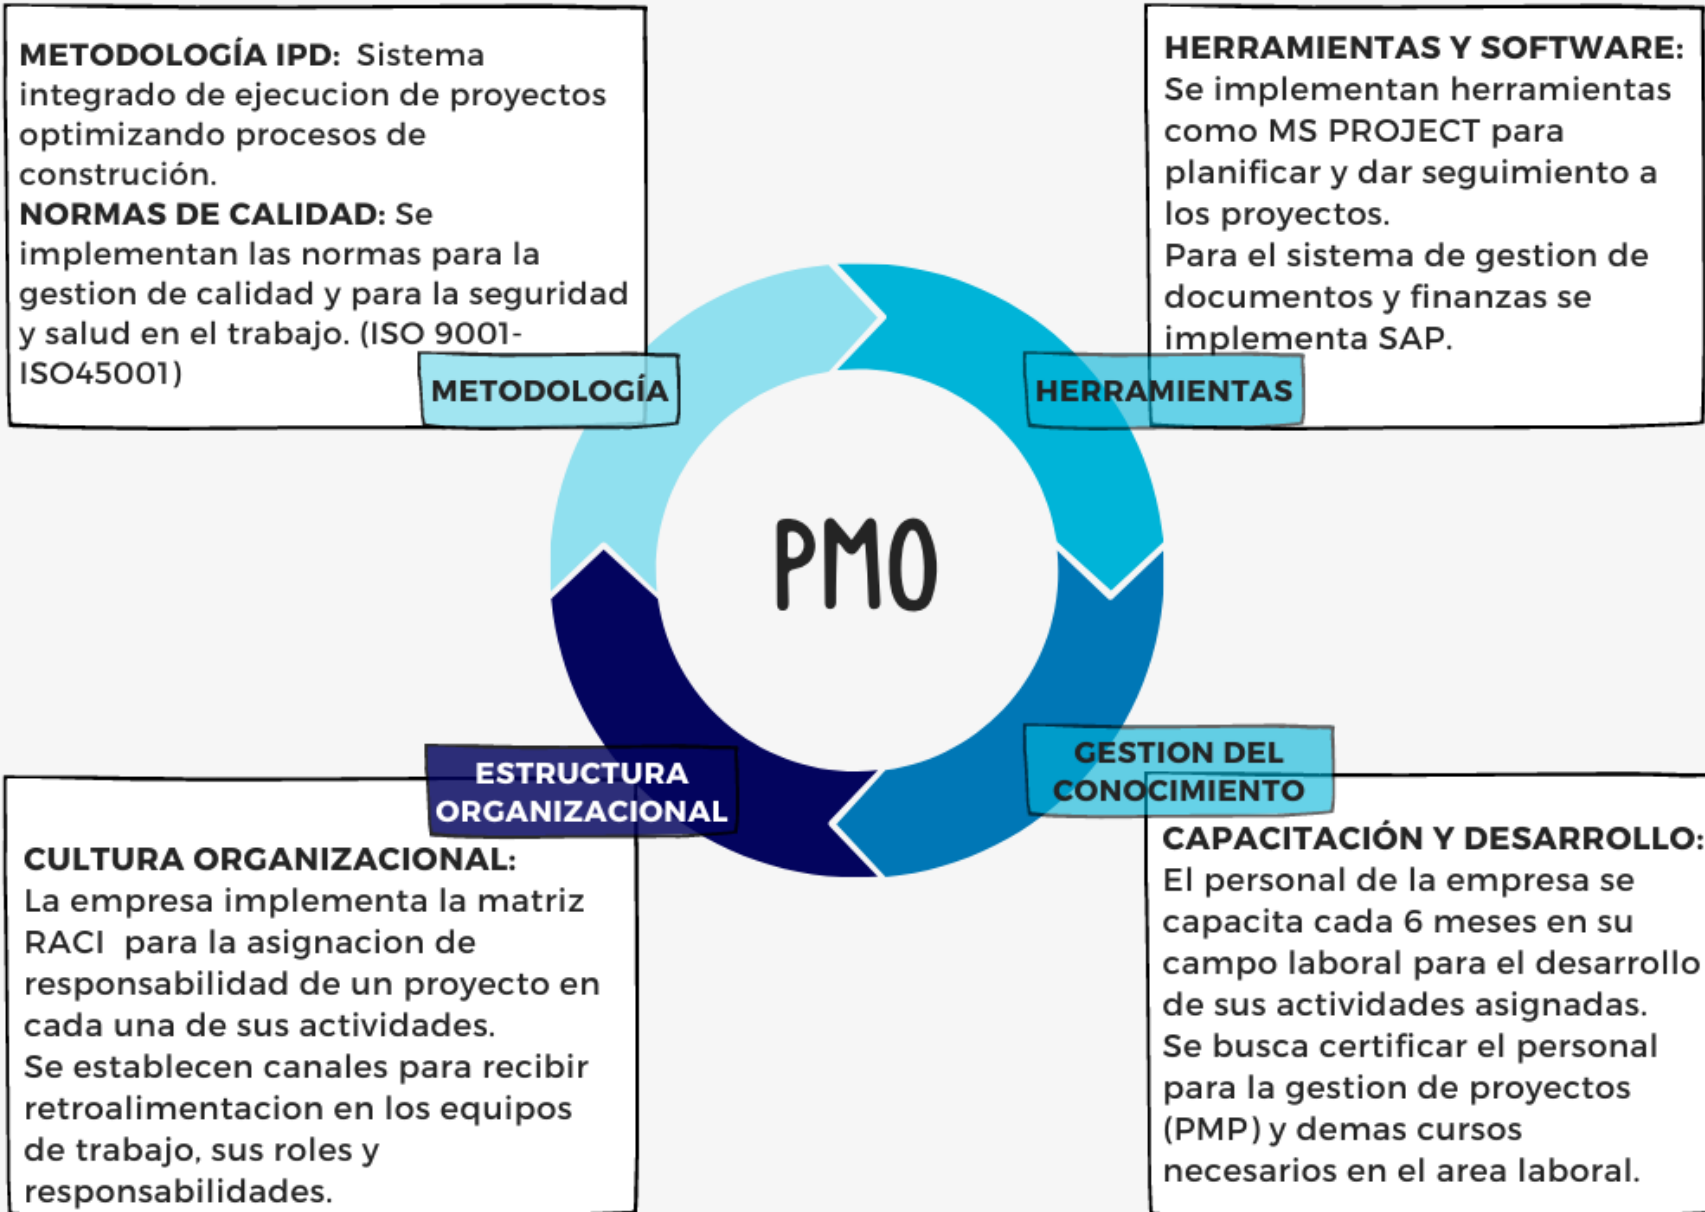 METODOLOGÍA IPD: Sistema
integrado de ejecucion de proyectos
optimizando procesos de
construción.
NORMAS DE CALIDAD: Se
implementan las normas para la
gestion de calidad y para la seguridad
y salud en el trabajo. (ISO 9001-
ISO45001)
METODOLOGÍA
HERRAMIENTAS Y SOFTWARE:
Se implementan herramientas
como MS PROJECT para
planificar y dar seguimiento a
los proyectos.
Para el sistema de gestion de
documentos y finanzas se
implementa SAP.
HERRAMIENTAS
PMO
ESTRUCTURA
ORGANIZACIONAL
CULTURA ORGANIZACIONAL:
La empresa implementa la matriz
RACI para la asignacion de
responsabilidad de un proyecto en
cada una de sus actividades.
Se establecen canales para recibir
retroalimentacion en los equipos
de trabajo, sus roles y
responsabilidades.
GESTION DEL
CONOCIMIENTO
CAPACITACIÓN Y DESARROLLO:
El personal de la empresa se
capacita cada 6 meses en su
campo laboral para el desarrollo
de sus actividades asignadas.
Se busca certificar el personal
para la gestion de proyectos
(PMP) y demas cursos
necesarios en el area laboral.